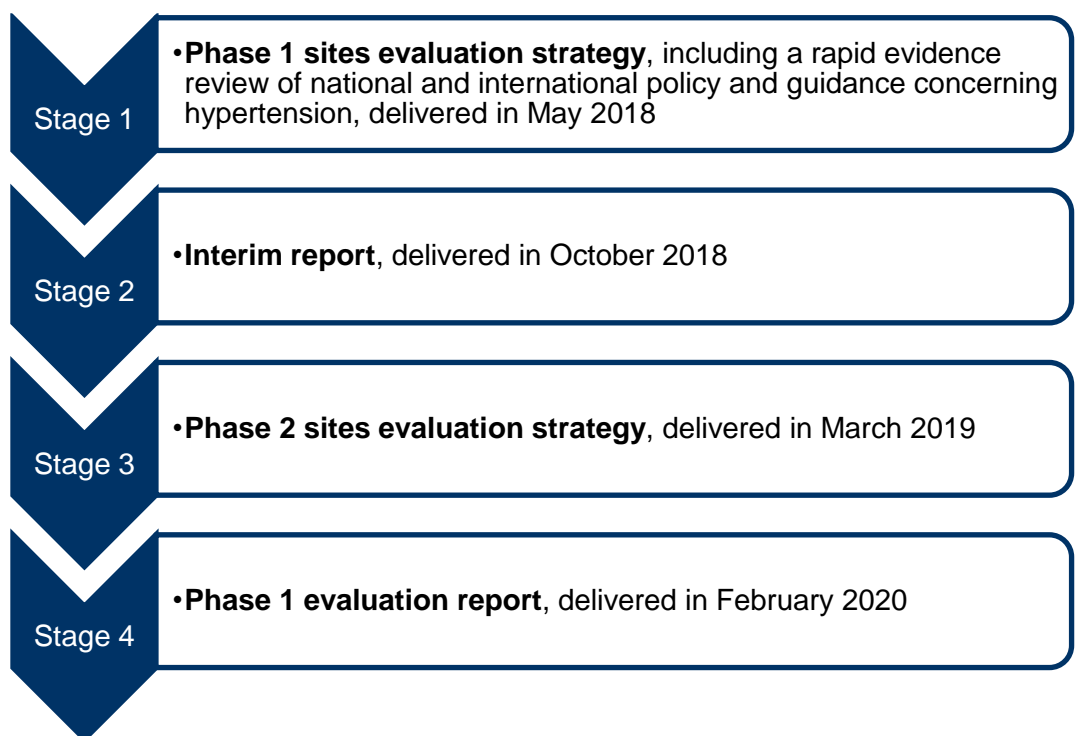 Stage 1
•Phase 1 sites evaluation strategy, including a rapid evidence
review of national and international policy and guidance concerning
hypertension, delivered in May 2018
Stage 2
•Interim report, delivered in October 2018
Stage 3
•Phase 2 sites evaluation strategy, delivered in March 2019
Stage 4
•Phase 1 evaluation report, delivered in February 2020